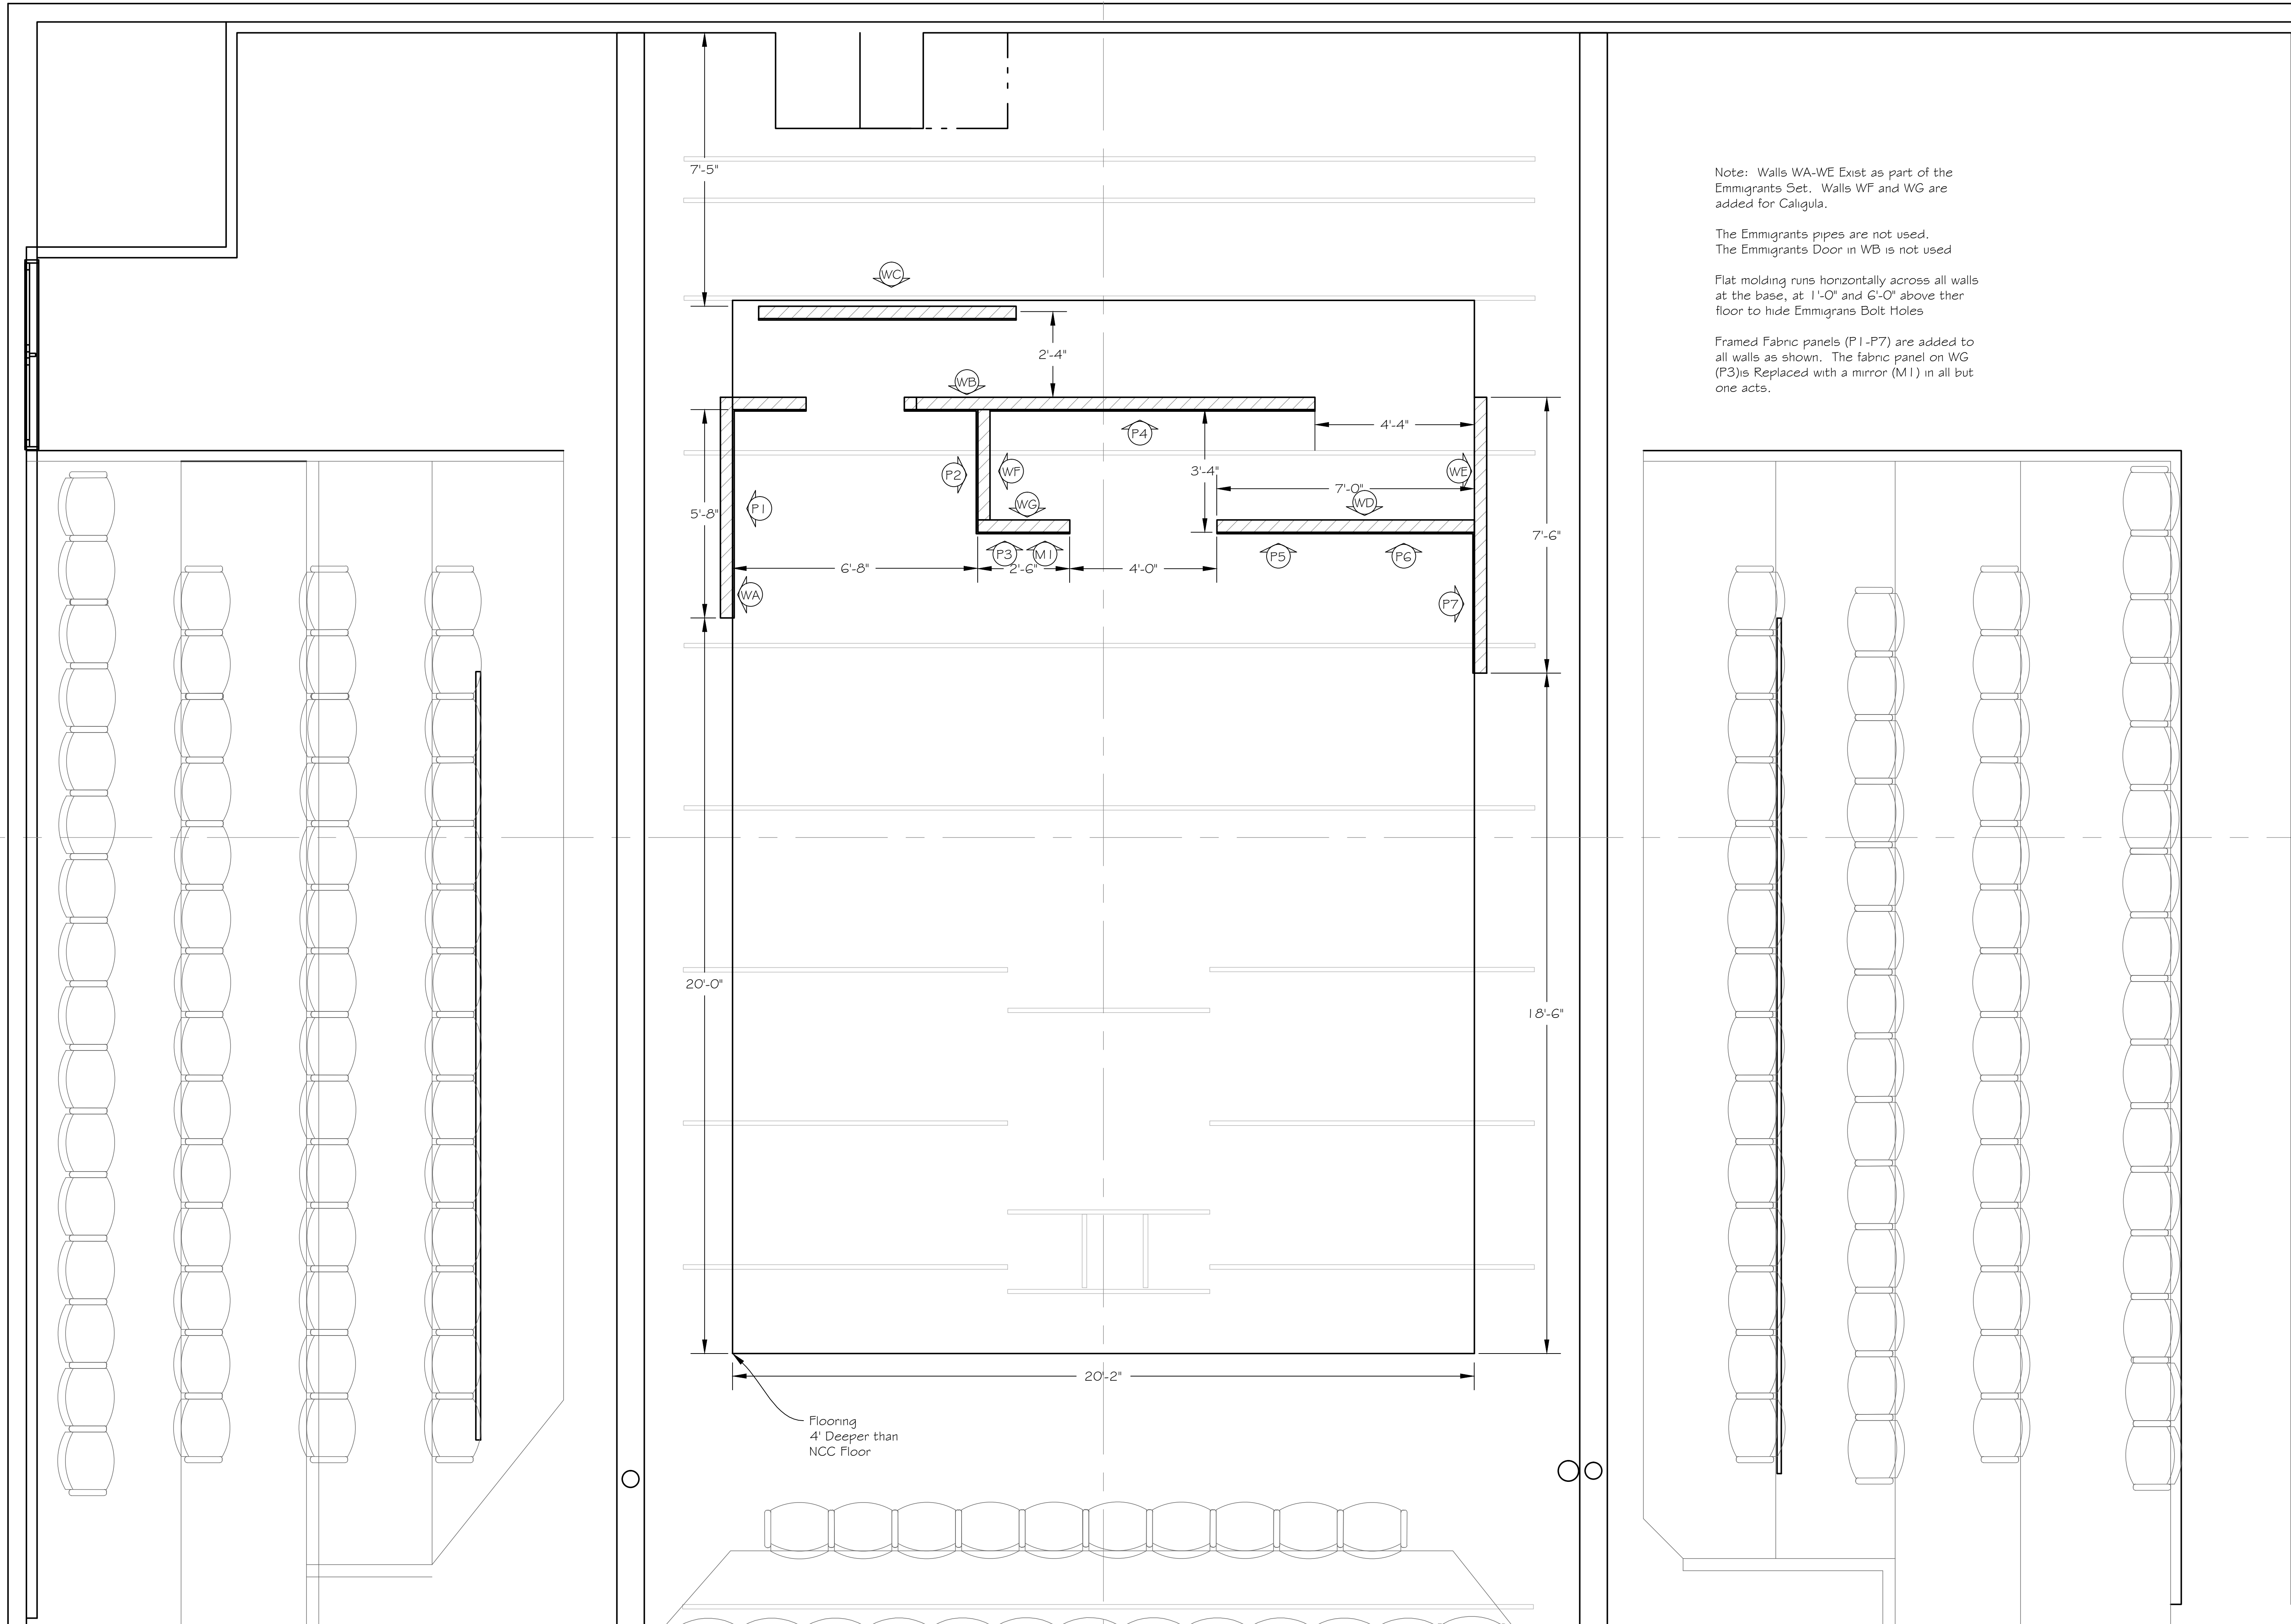 7'-5"
Note: Walls WA-WE Exist as part of the
Emmigrants Set. Walls WF and WG are
added for Caligula.
The Emmigrants pipes are not used.
The Emmigrants Door in WB is not used
Flat molding runs horizontally across all walls
at the base, at 1'-0" and 6'-0" above ther
floor to hide Emmigrans Bolt Holes
Framed Fabric panels (P1-P7) are added to
all walls as shown. The fabric panel on WG
(P3)is Replaced with a mirror (M1) in all but
one acts.
WC
2'-4"
WB
4'-4"
P4
P2
WF
3'-4"
WE
7'-0"
WD
WG
P1
5'-8"
7'-6"
P3
M1
P5
P6
6'-8"
2'-6"
4'-0"
WA
P7
20'-0"
18'-6"
20'-2"
Flooring
4' Deeper than
NCC Floor